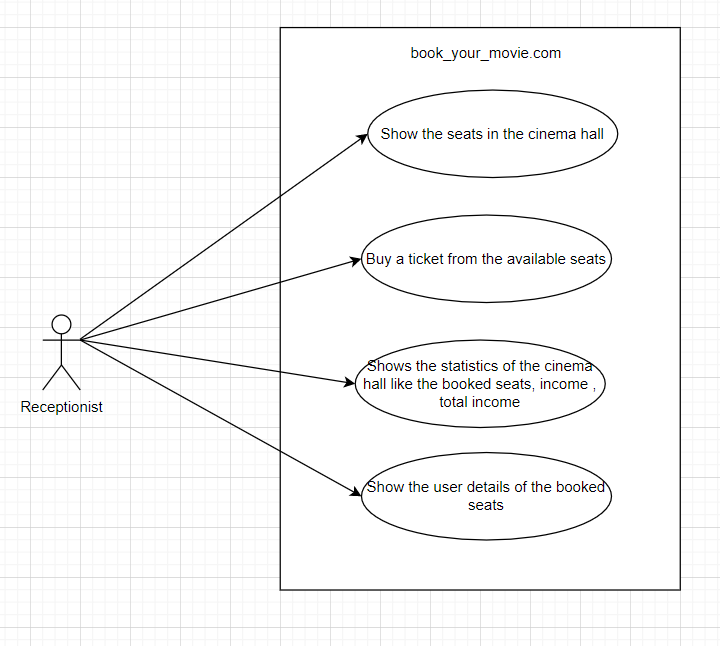 book_your_movie.com
Show the seats in the cinema hall
Buy a ticket from the available seats
Shows the statistics of the cinema
hall like the booked seats, income ,
total income
Show the user details of the booked
seats
Receptionist